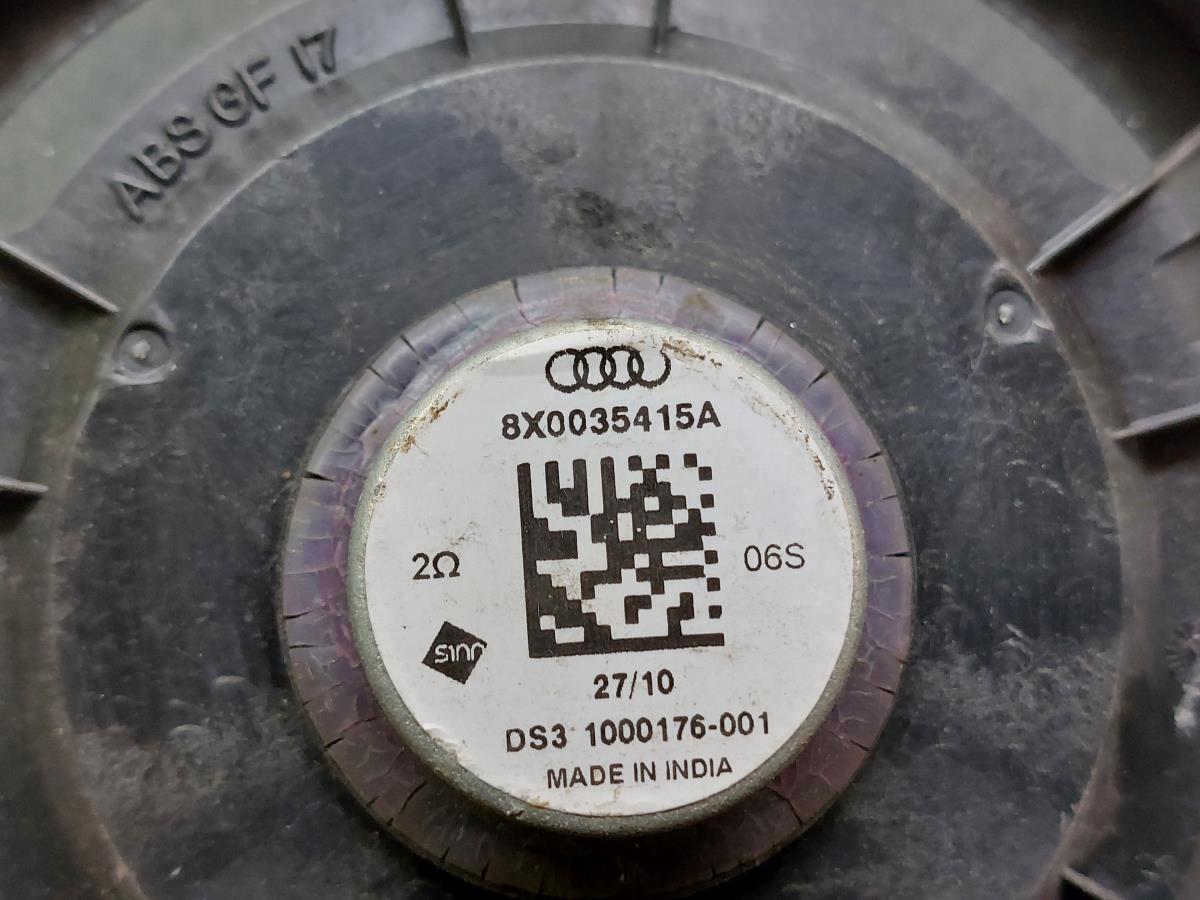 ABS GF 17
8X0035415A
2Ω
06S
27/10
DS3 1000176-001
MADE IN INDIA